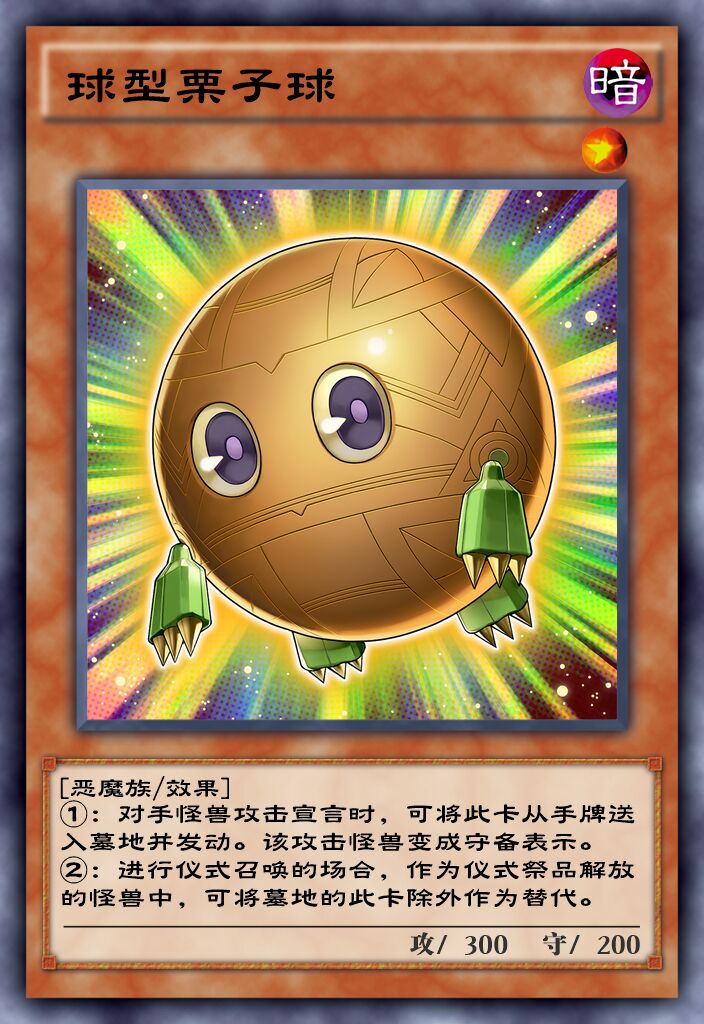 球型栗子球
暗
[恶魔族/效果]
①：对手怪兽攻击宣言时，可将此卡从手牌送
入墓地并发动。该攻击怪兽变成守备表示。
②：进行仪式召唤的场合，作为仪式祭品解放
的怪兽中，可将墓地的此卡除外作为替代。
攻/ 300 守/ 200